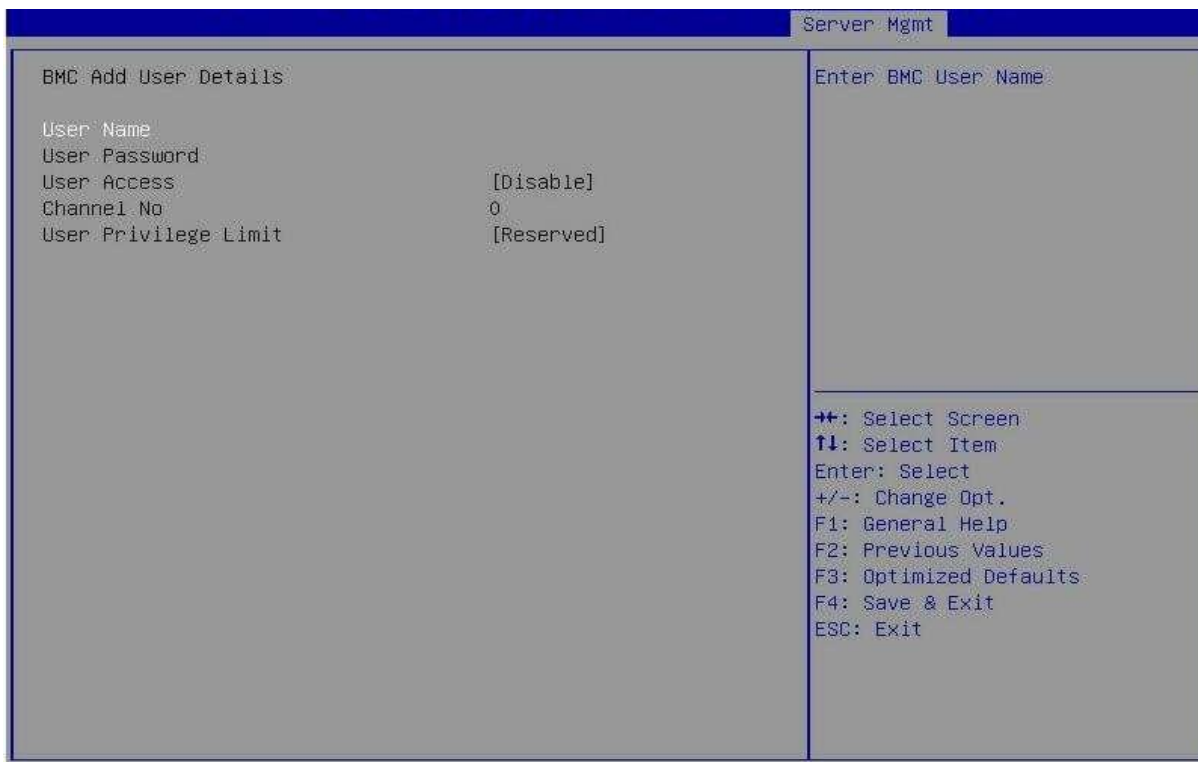 Server Mgmt
BMC Add User Details
User Name
User Password
User Access [Disable]
Channel No 0
User Privilege Limit [Reserved]
Enter BMC User Name
→←: Select Screen
↑↓: Select Item
Enter: Select
+/-: Change Opt.
F1: General Help
F2: Previous Values
F3: Optimized Defaults
F4: Save & Exit
ESC: Exit